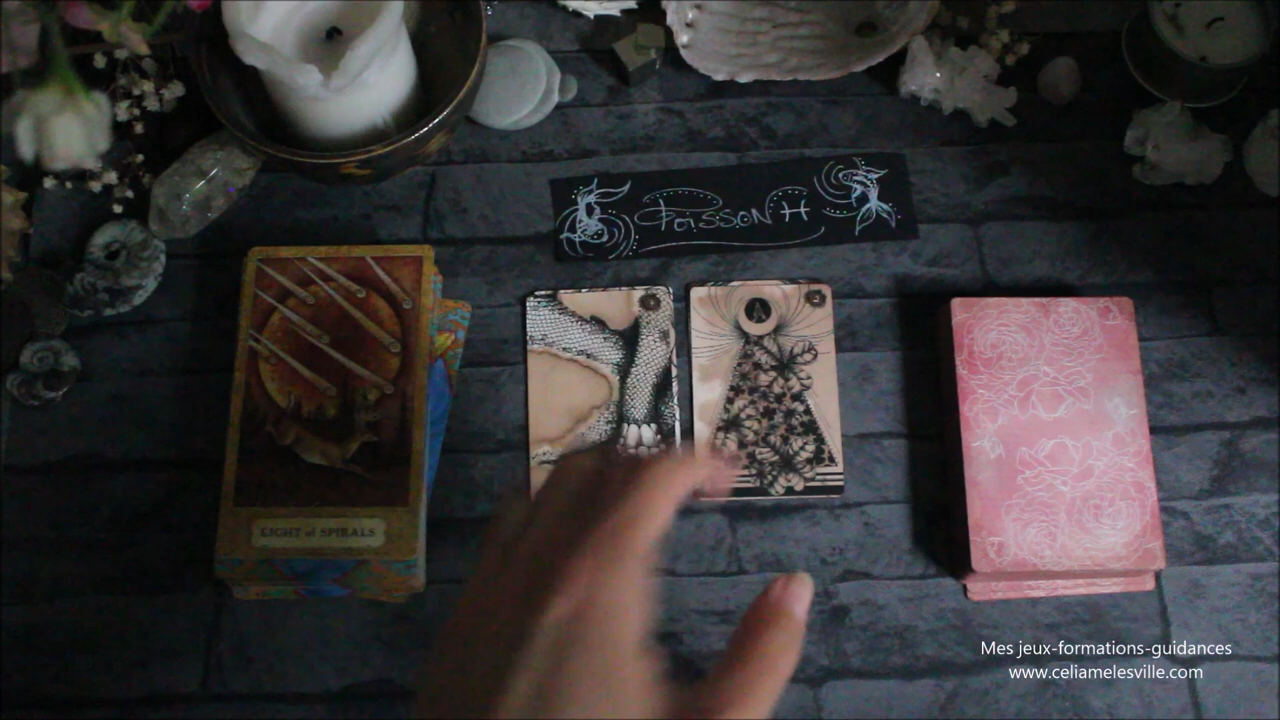 PoissoN H
EIGHT of SPIRALS
A
Mes jeux-formations-guidances
www.celiamelesville.com